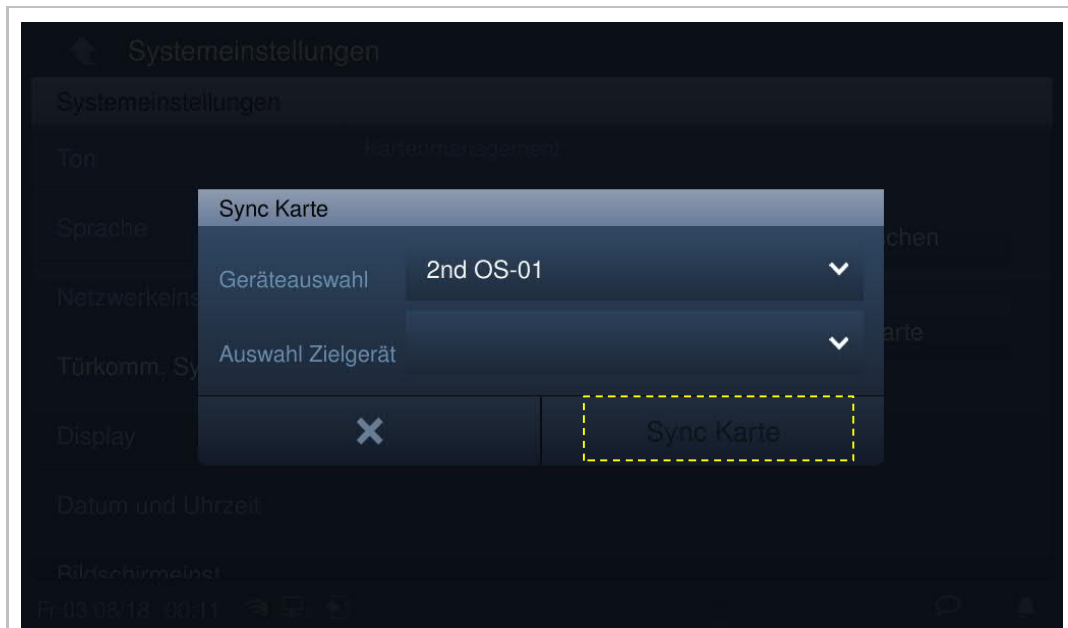 Systemeinstellungen
Systemeinstellungen
Ton
Kartenmanagement
Sync Karte
Sprache
chen
Geräteauswahl 2nd OS-01
Netzwerkeins
arte
Auswahl Zielgerät
Türkomm. Sy
Display
Sync Karte
Datum und Uhrzeit
Bildschirmeinst.
Fr 03/08/18 00:11